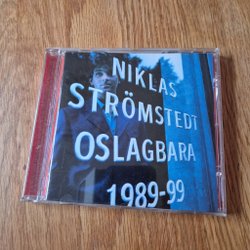 NIKLAS
STRÖMSTEDT
OSLAGBARA
1989-99